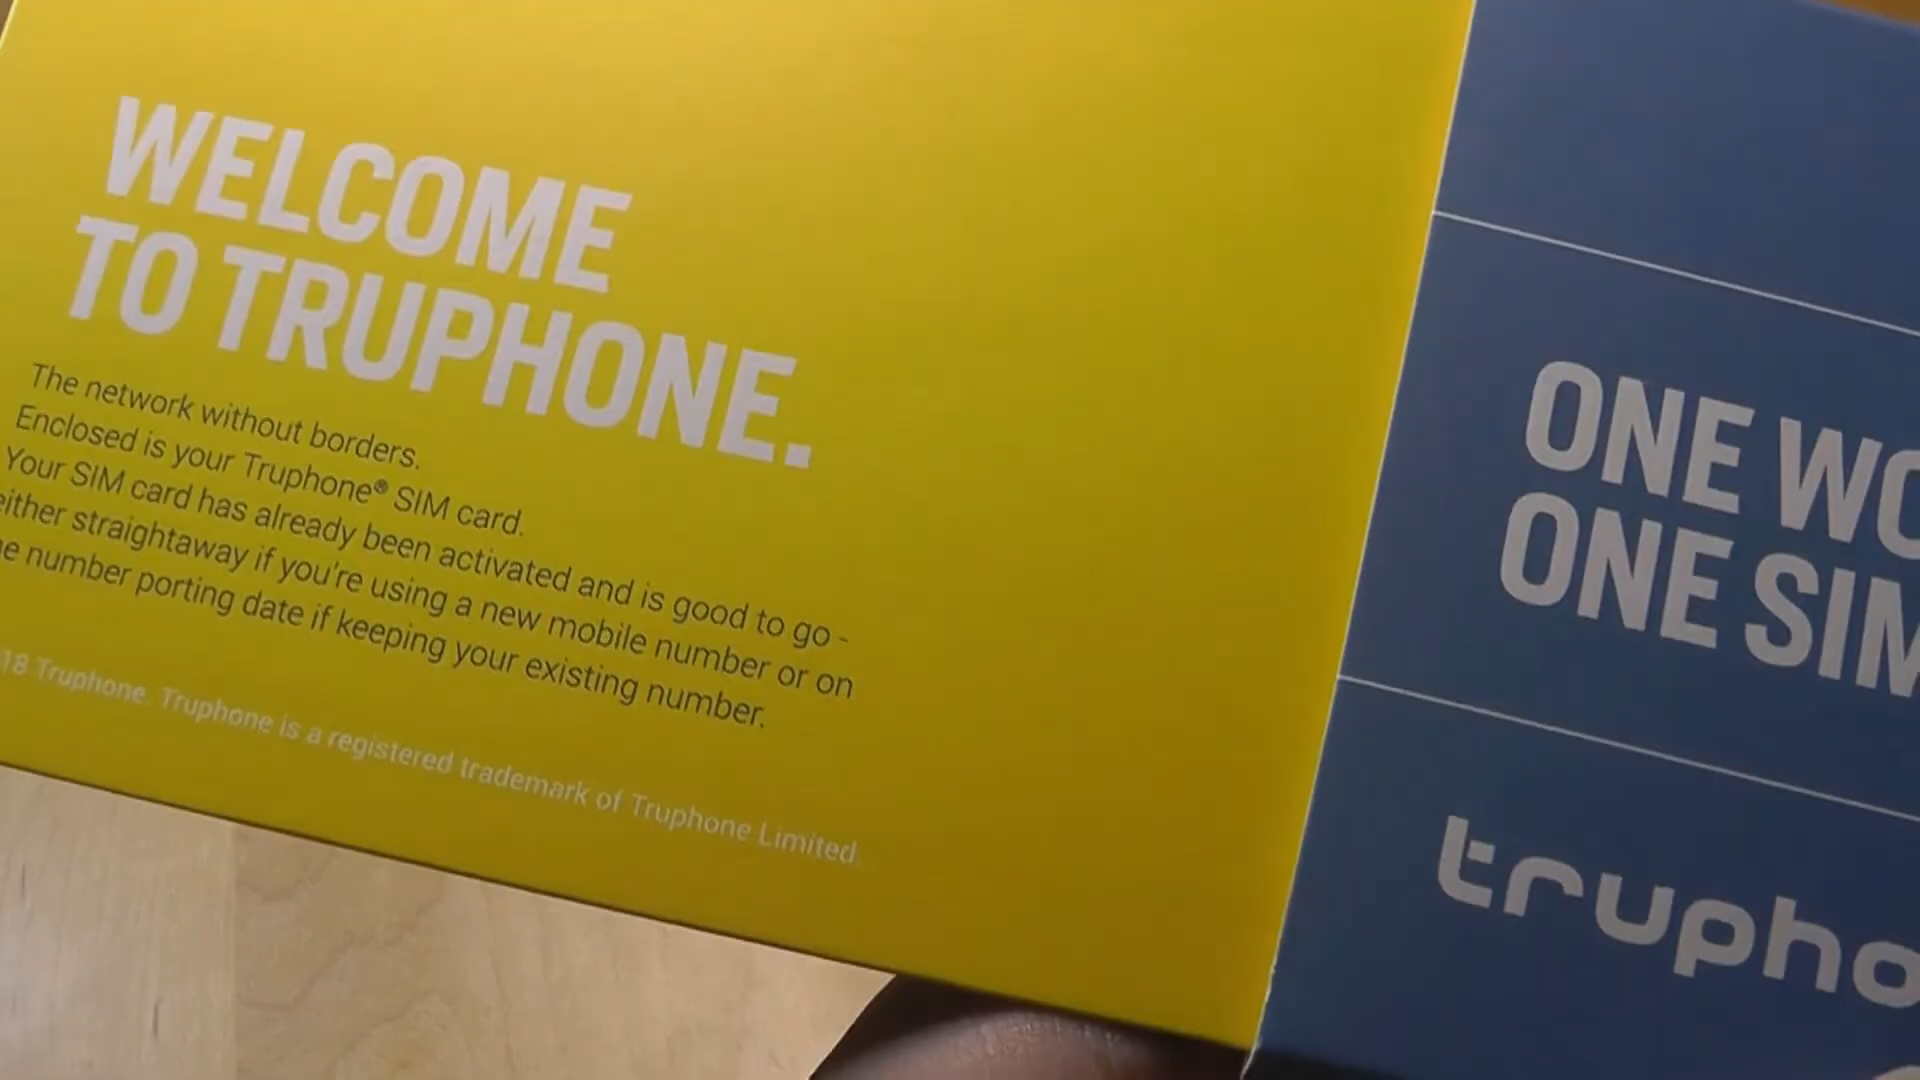 WELCOME
TO TRUPHONE.
The network without borders.
Enclosed is your Truphone® SIM card.
Your SIM card has already been activated and is good to go -
either straightaway if you're using a new mobile number or on
number porting date if keeping your existing number.
18 Truphone. Truphone is a registered trademark of Truphone Limited.
ONE
ONE SIM